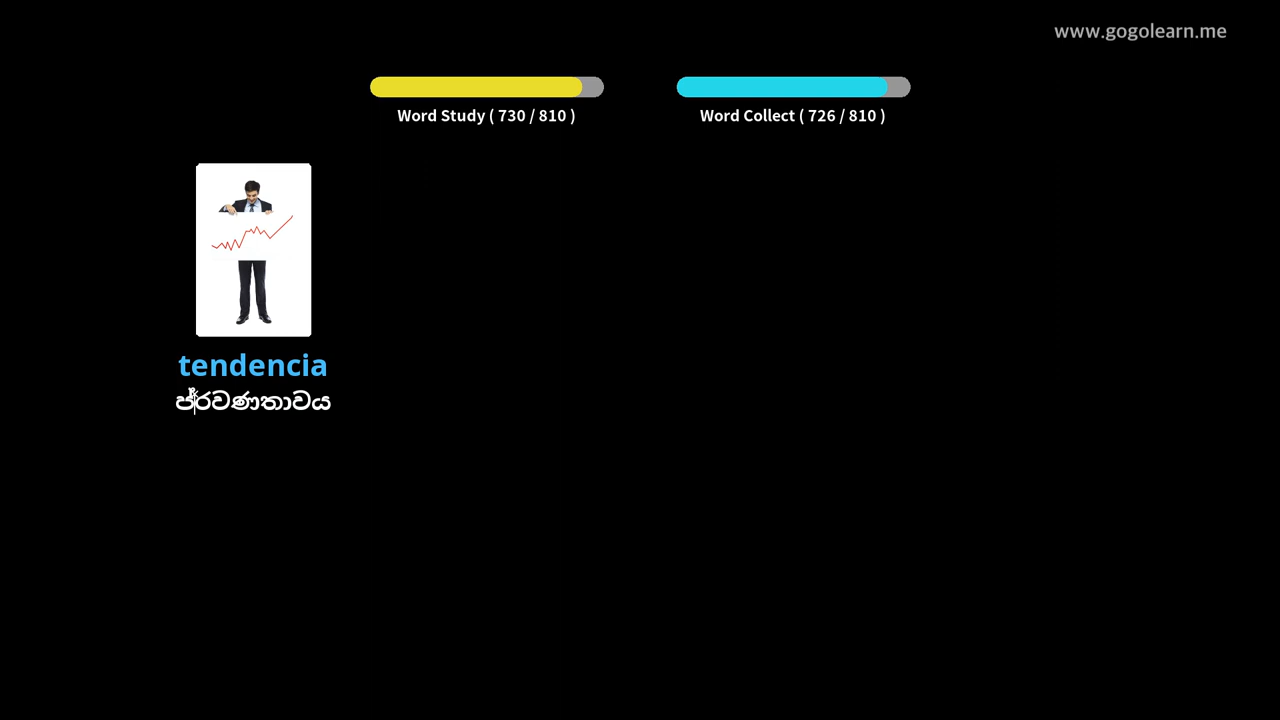 www.gogolearn.me
Word Study ( 730 / 810 )
Word Collect ( 726 / 810 )
tendencia
ප්‍රවණතාවය